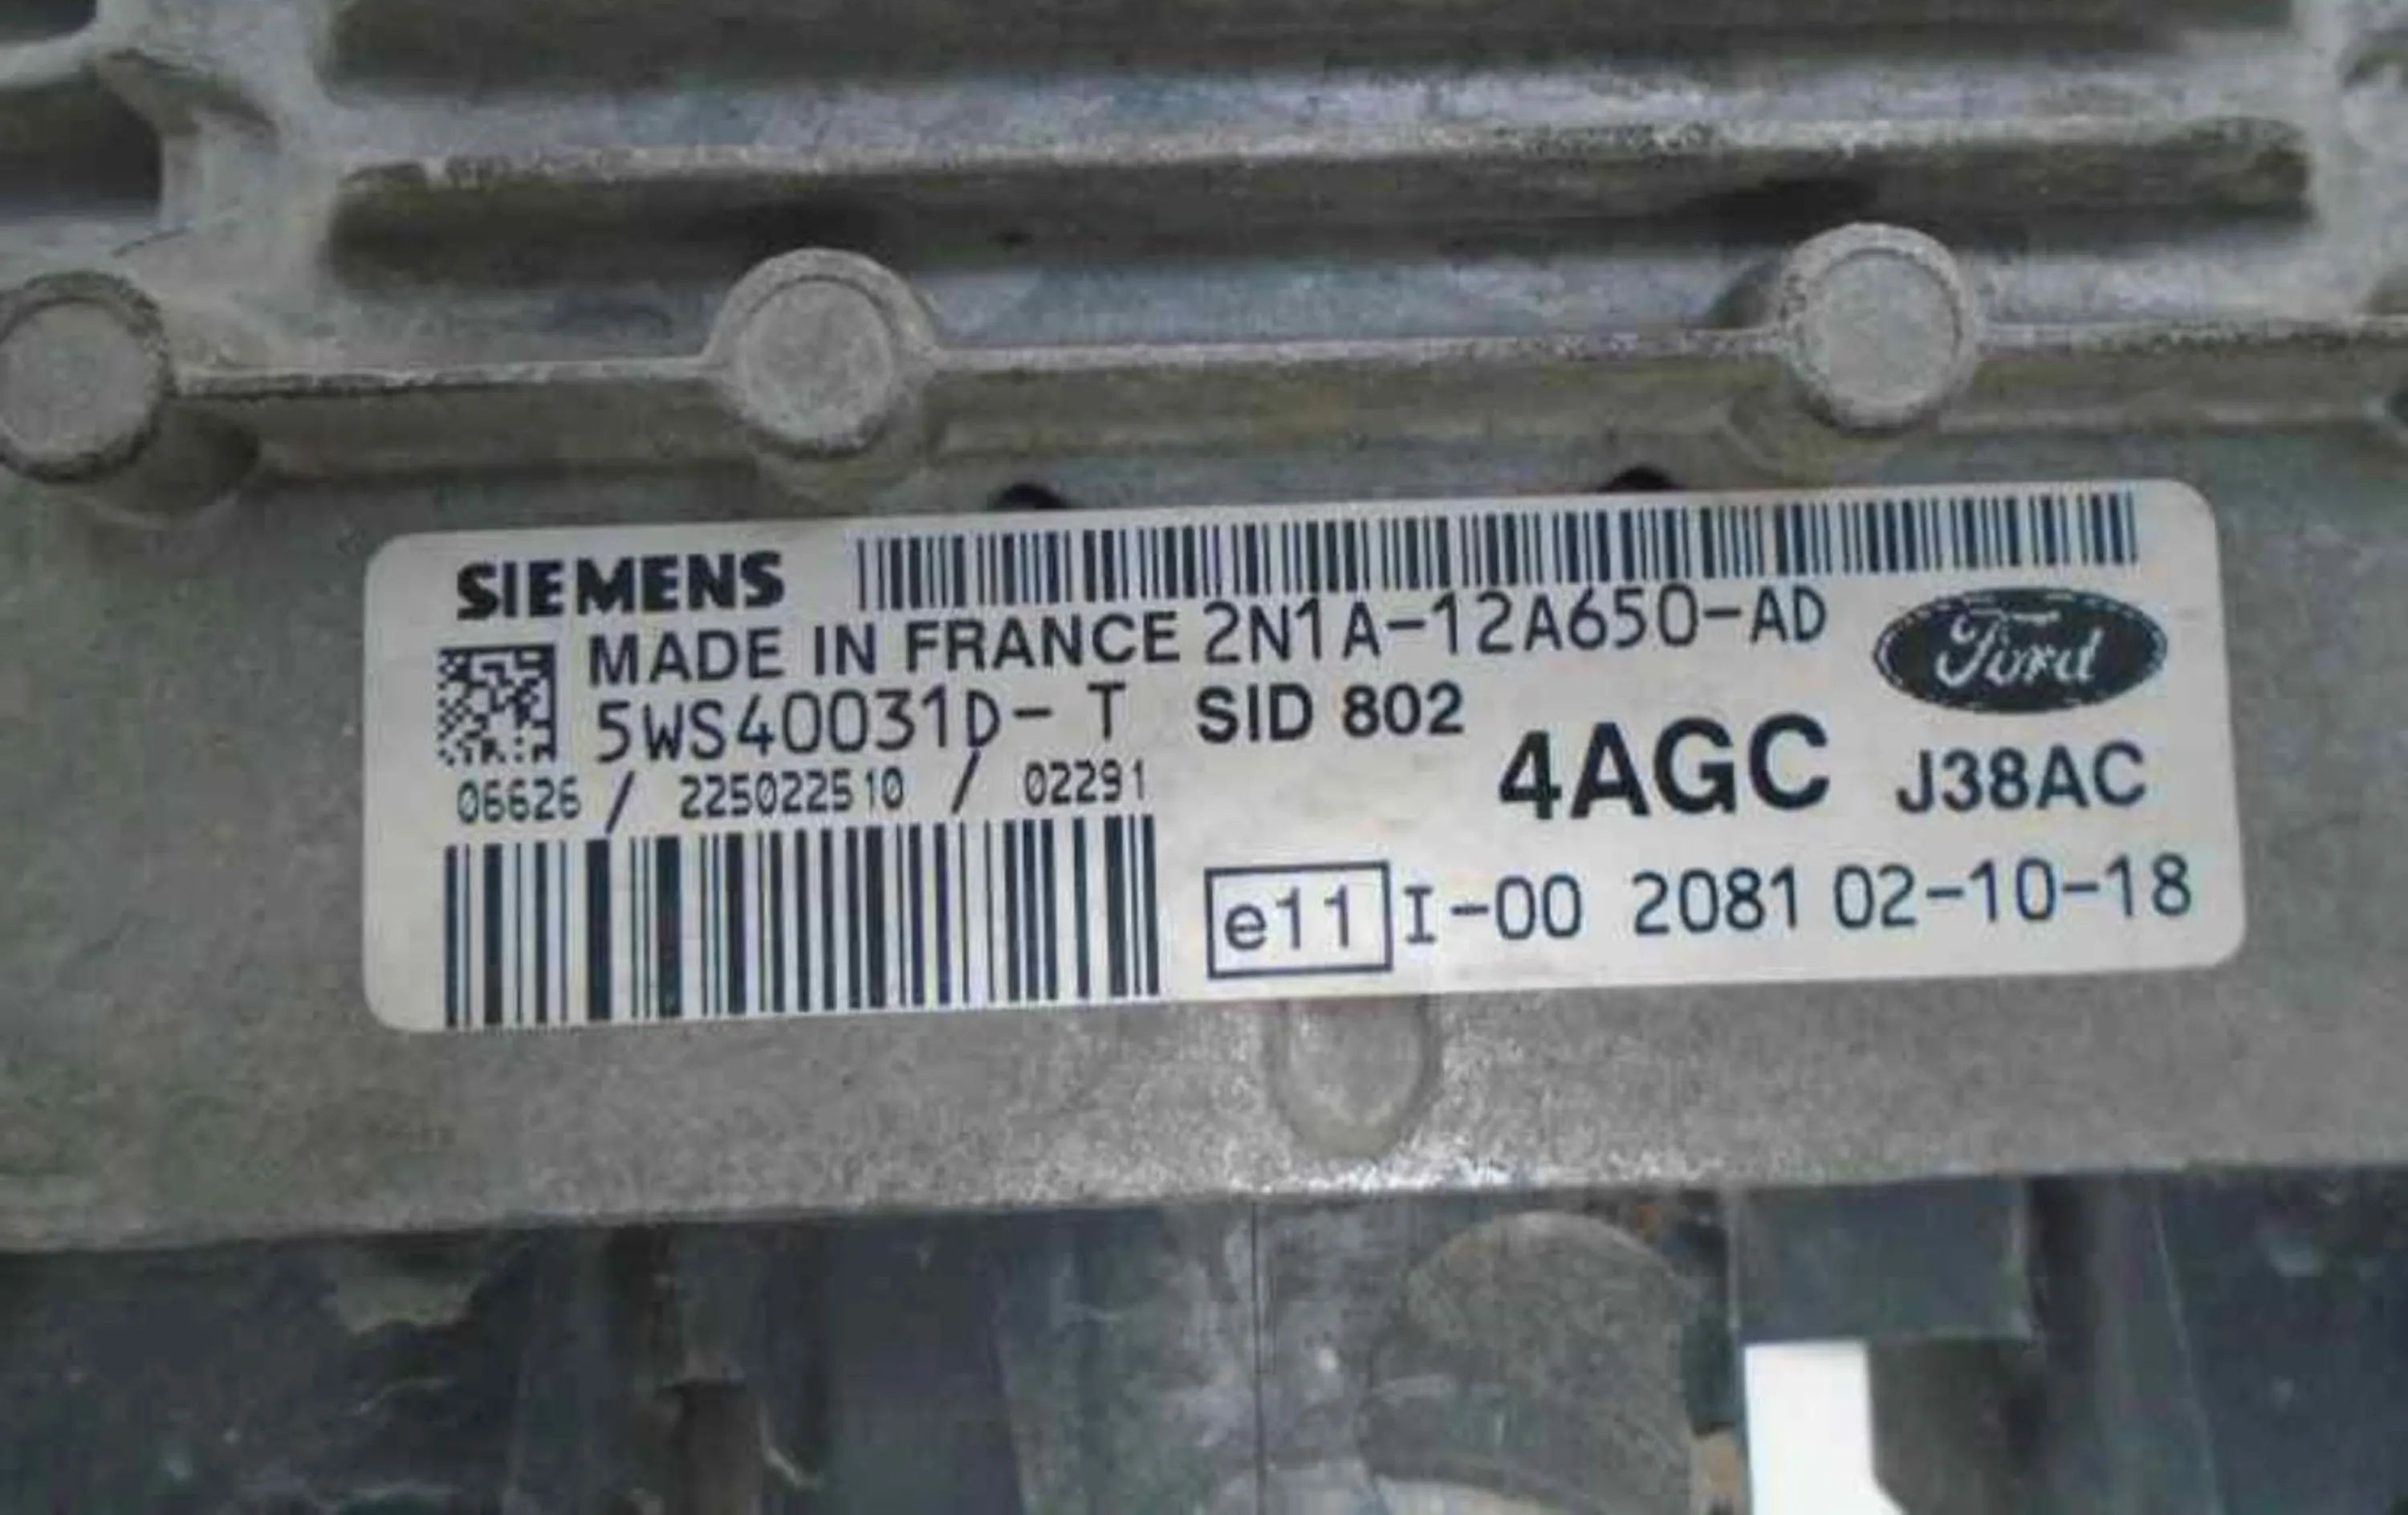 SIEMENS
MADE IN FRANCE 2N1A-12A650-AD
Ford
5WS40031D- T SID 802
4AGC J38AC
06626 / 225022510 / 02291
e11 I-00 2081 02-10-18